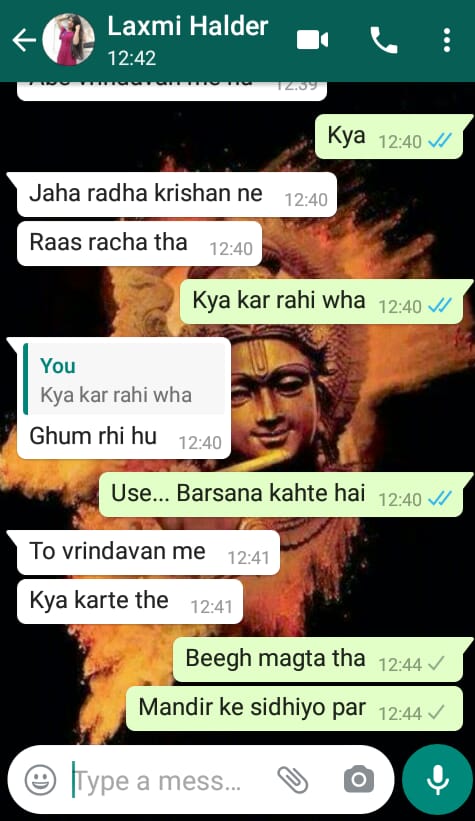 Laxmi Halder
12:42
12:39
Kya 12:40
Jaha radha krishan ne 12:40
Raas racha tha 12:40
Kya kar rahi wha 12:40
You
Kya kar rahi wha
Ghum rhi hu 12:40
Use... Barsana kahte hai 12:40
To vrindavan me 12:41
Kya karte the 12:41
Beegh magta tha 12:44
Mandir ke sidhiyo par 12:44
Type a mess...